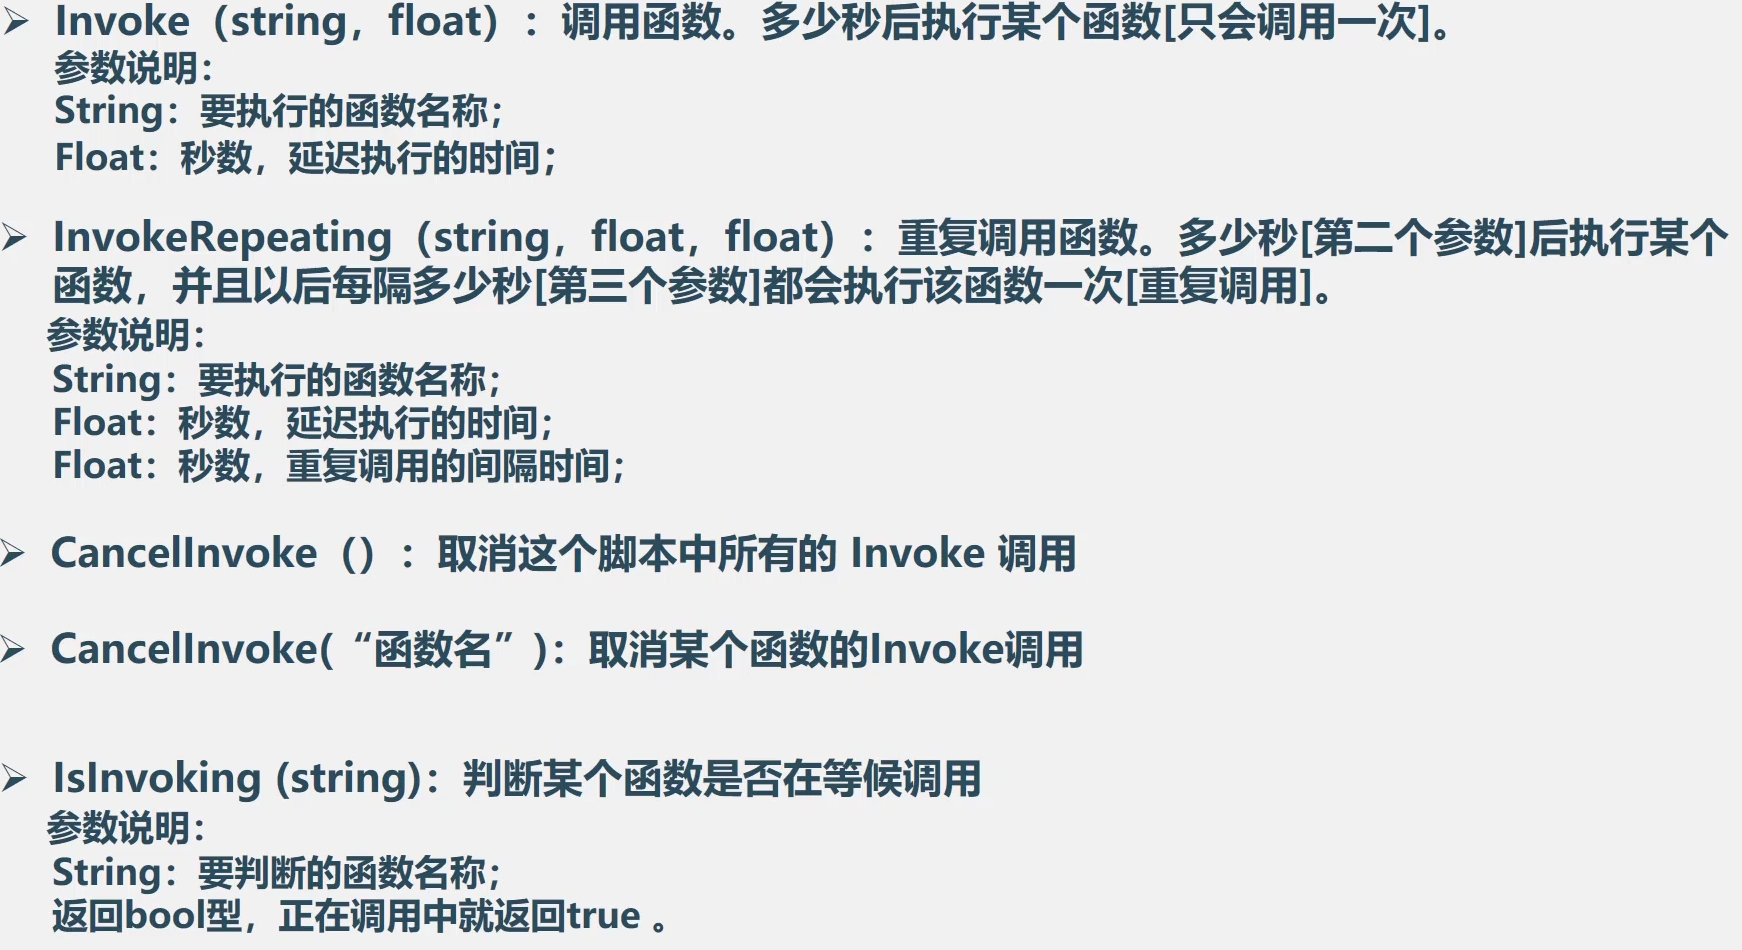 ➢ Invoke（string，float）：调用函数。多少秒后执行某个函数[只会调用一次]。
参数说明：
String：要执行的函数名称；
Float：秒数，延迟执行的时间；
➢ InvokeRepeating（string，float，float）：重复调用函数。多少秒[第二个参数]后执行某个
函数，并且以后每隔多少秒[第三个参数]都会执行该函数一次[重复调用]。
参数说明：
String：要执行的函数名称；
Float：秒数，延迟执行的时间；
Float：秒数，重复调用的间隔时间；
➢ CancelInvoke（）：取消这个脚本中所有的 Invoke 调用
➢ CancelInvoke(“函数名”)：取消某个函数的Invoke调用
➢ IsInvoking (string)：判断某个函数是否在等候调用
参数说明：
String：要判断的函数名称；
返回bool型，正在调用中就返回true 。